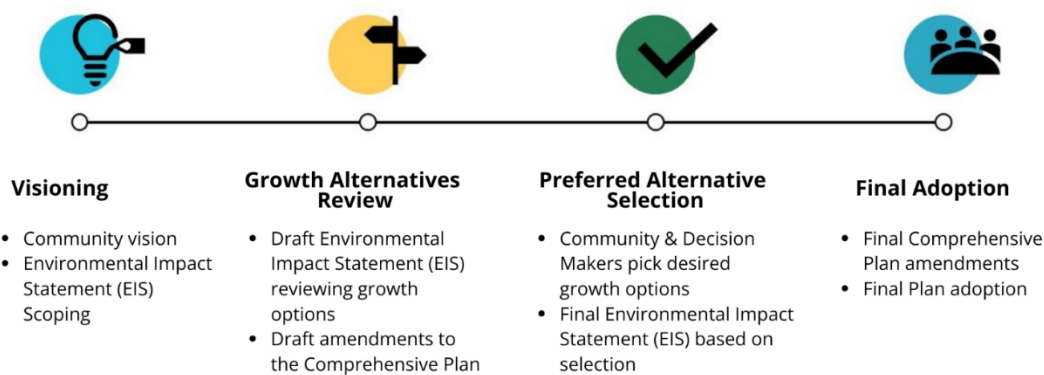 Visioning
• Community vision
• Environmental Impact
Statement (EIS)
Scoping
Growth Alternatives
Review
• Draft Environmental
Impact Statement (EIS)
reviewing growth
options
• Draft amendments to
the Comprehensive Plan
Preferred Alternative
Selection
• Community & Decision
Makers pick desired
growth options
• Final Environmental Impact
Statement (EIS) based on
selection
Final Adoption
• Final Comprehensive
Plan amendments
• Final Plan adoption